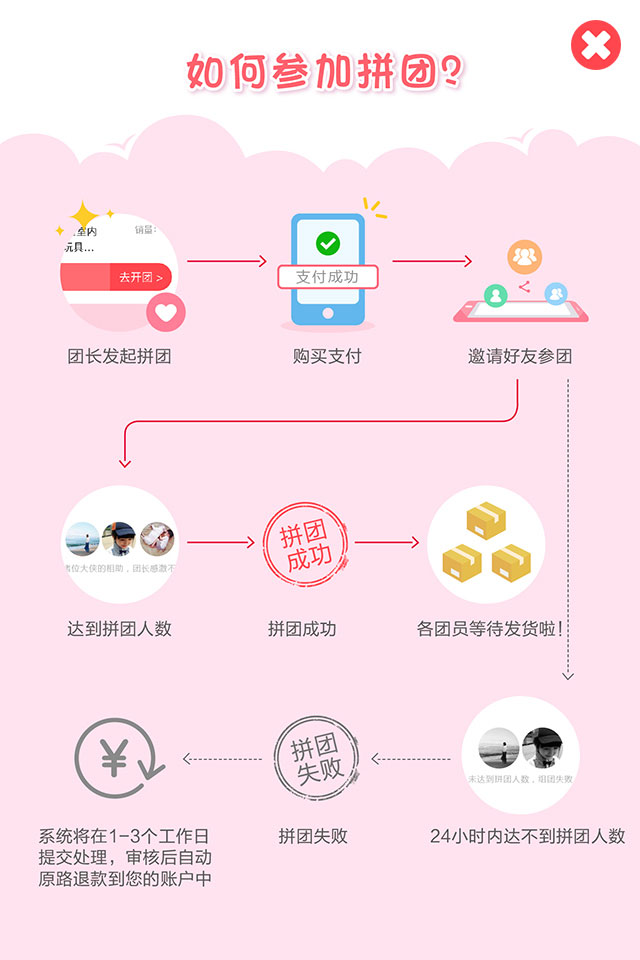 如何参加拼团?
室内
销量:
玩具...
去开团 >
支付成功
团长发起拼团
购买支付
邀请好友参团
诸位大侠的相助，团长感激不
拼团
成功
达到拼团人数
拼团成功
各团员等待发货啦!
拼团
失败
未达到拼团人数，组团失败
系统将在1-3个工作日
提交处理，审核后自动
原路退款到您的账户中
拼团失败
24小时内达不到拼团人数